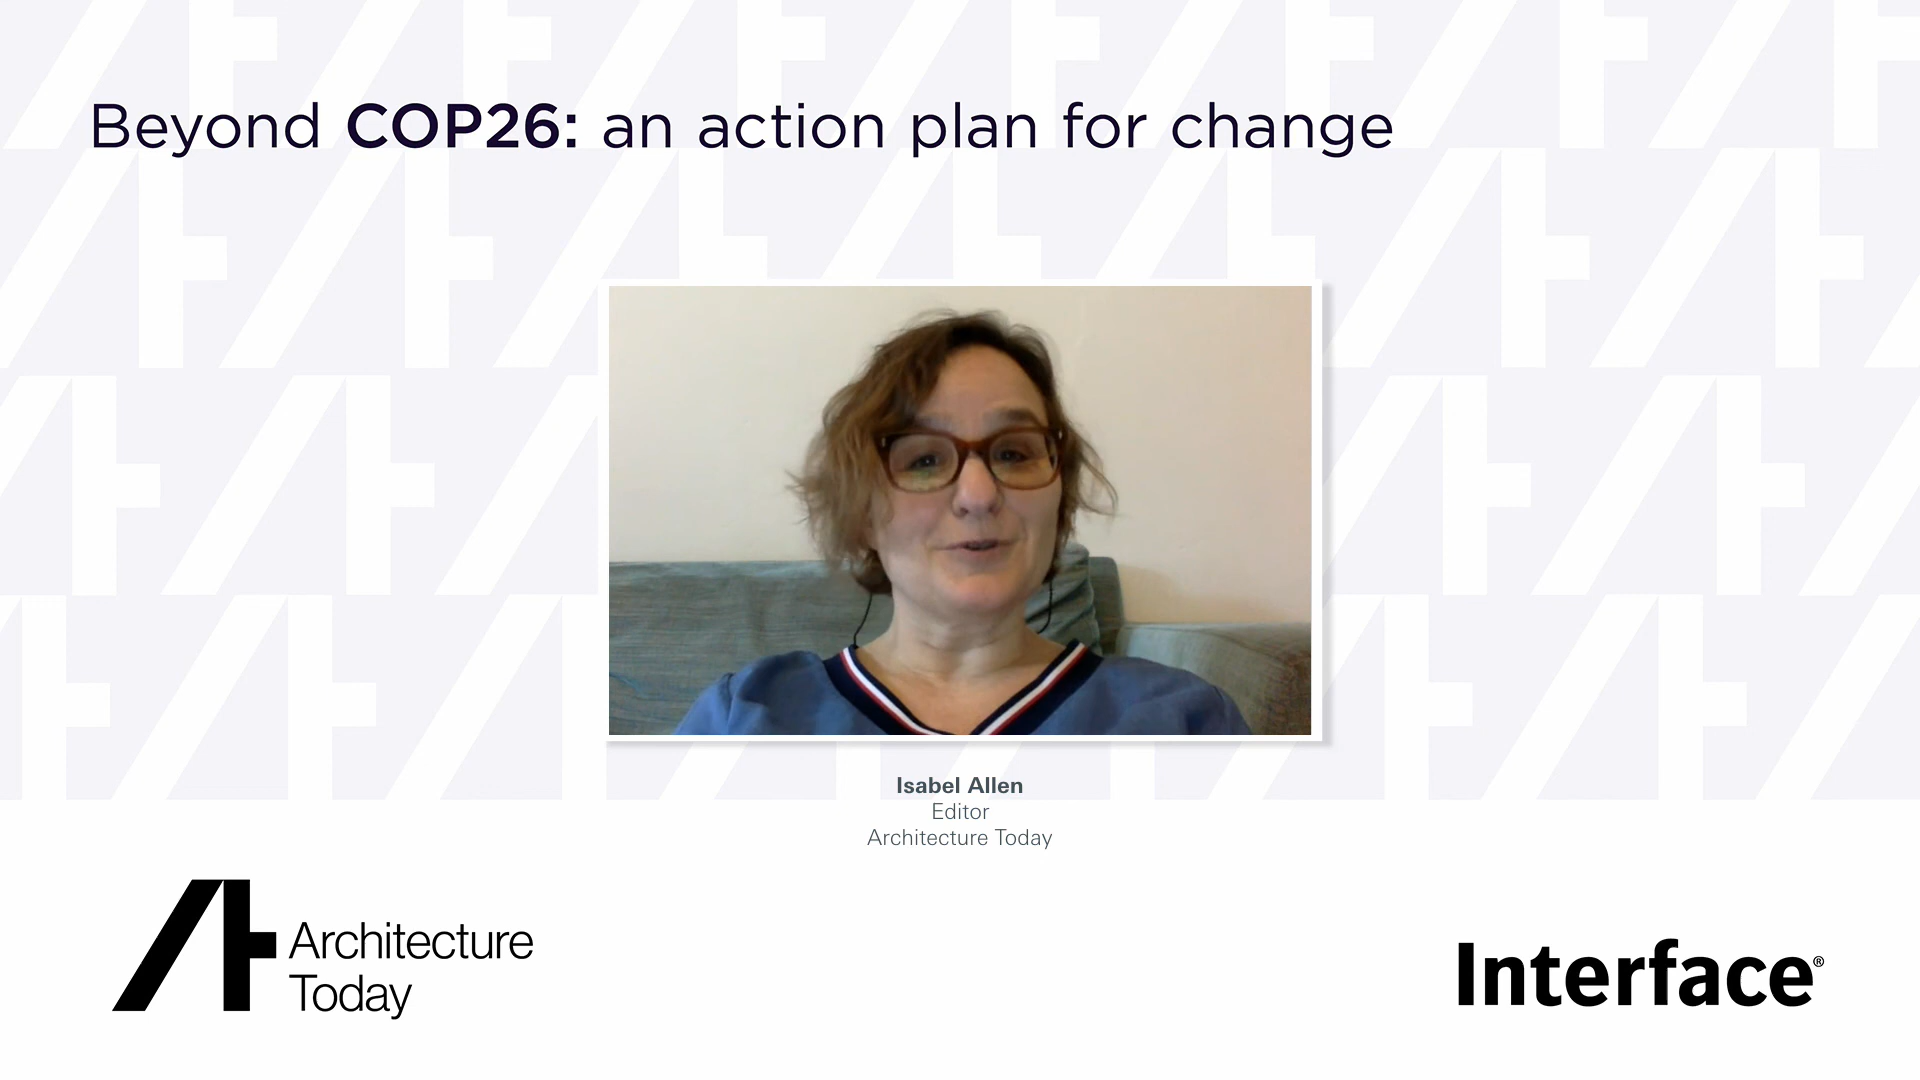 Beyond COP26: an action plan for change
Isabel Allen
Editor
Architecture Today
Architecture
Today
Interface®